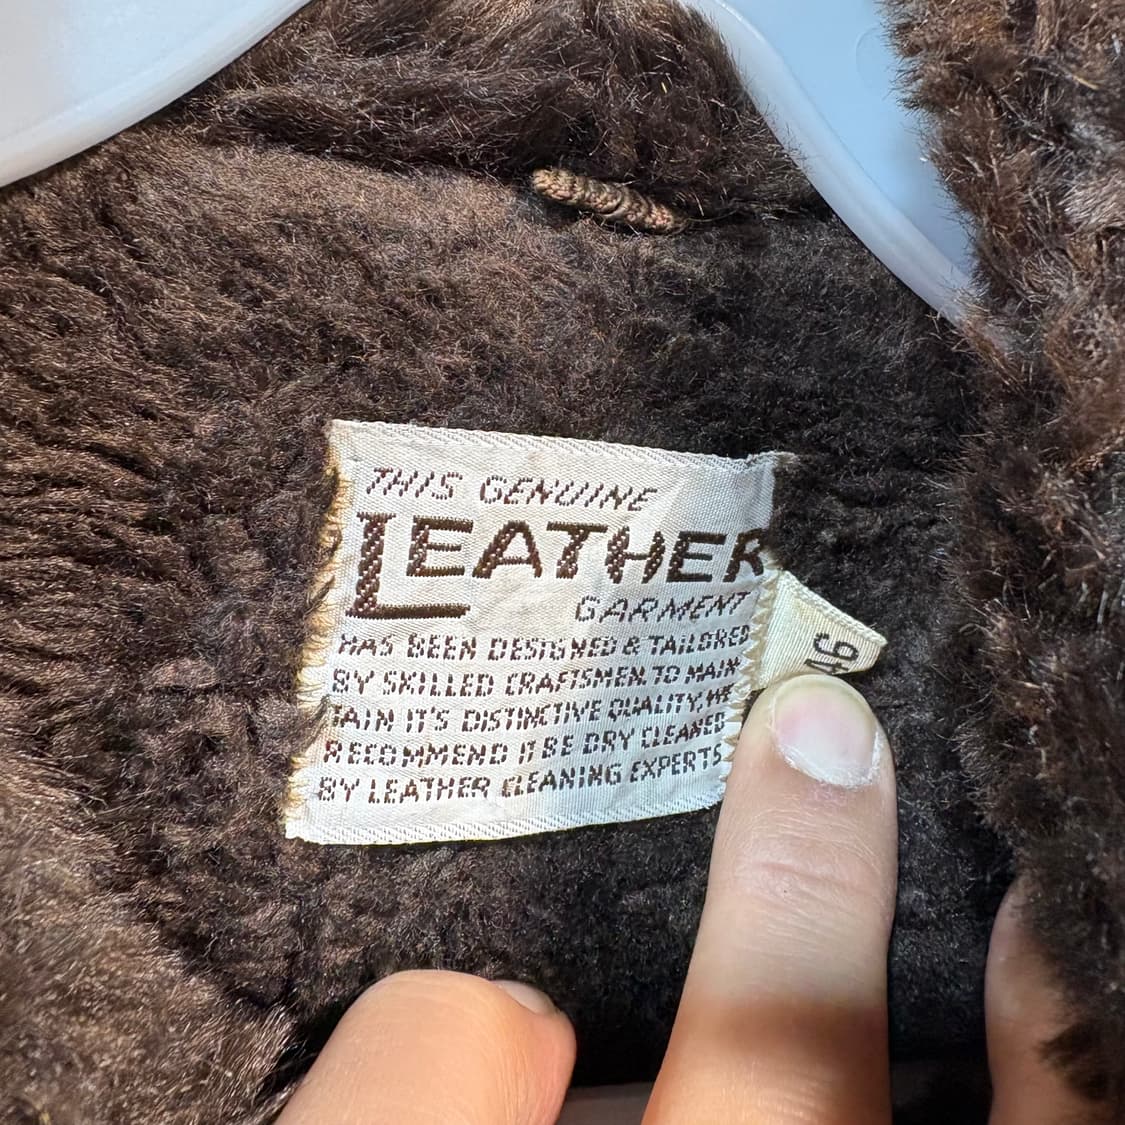 THIS GENUINE
LEATHER
GARMENT
HAS BEEN DESIGNED & TAILORED
BY SKILLED CRAFTSMEN TO MAIN
TAIN IT'S DISTINCTIVE QUALITY, WE
RECOMMEND IT BE DRY CLEANED
BY LEATHER CLEANING EXPERTS
46